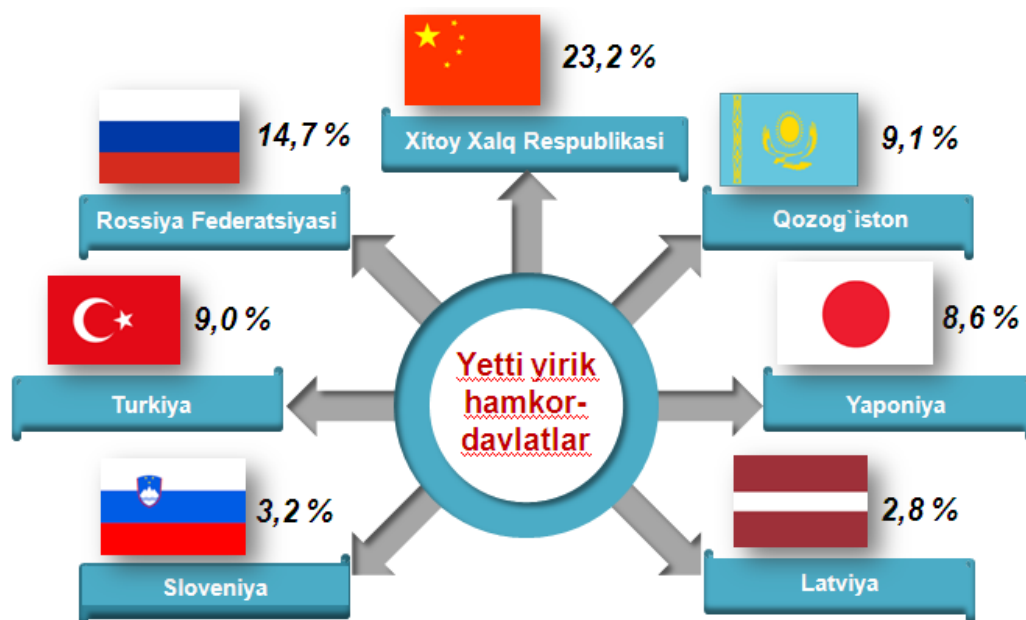 23,2 %
Xitoy Xalq Respublikasi
14,7 %
Rossiya Federatsiyasi
9,1 %
Qozog`iston
9,0 %
Turkiya
Yetti yirik
hamkor-
davlatlar
8,6 %
Yaponiya
3,2 %
Sloveniya
2,8 %
Latviya